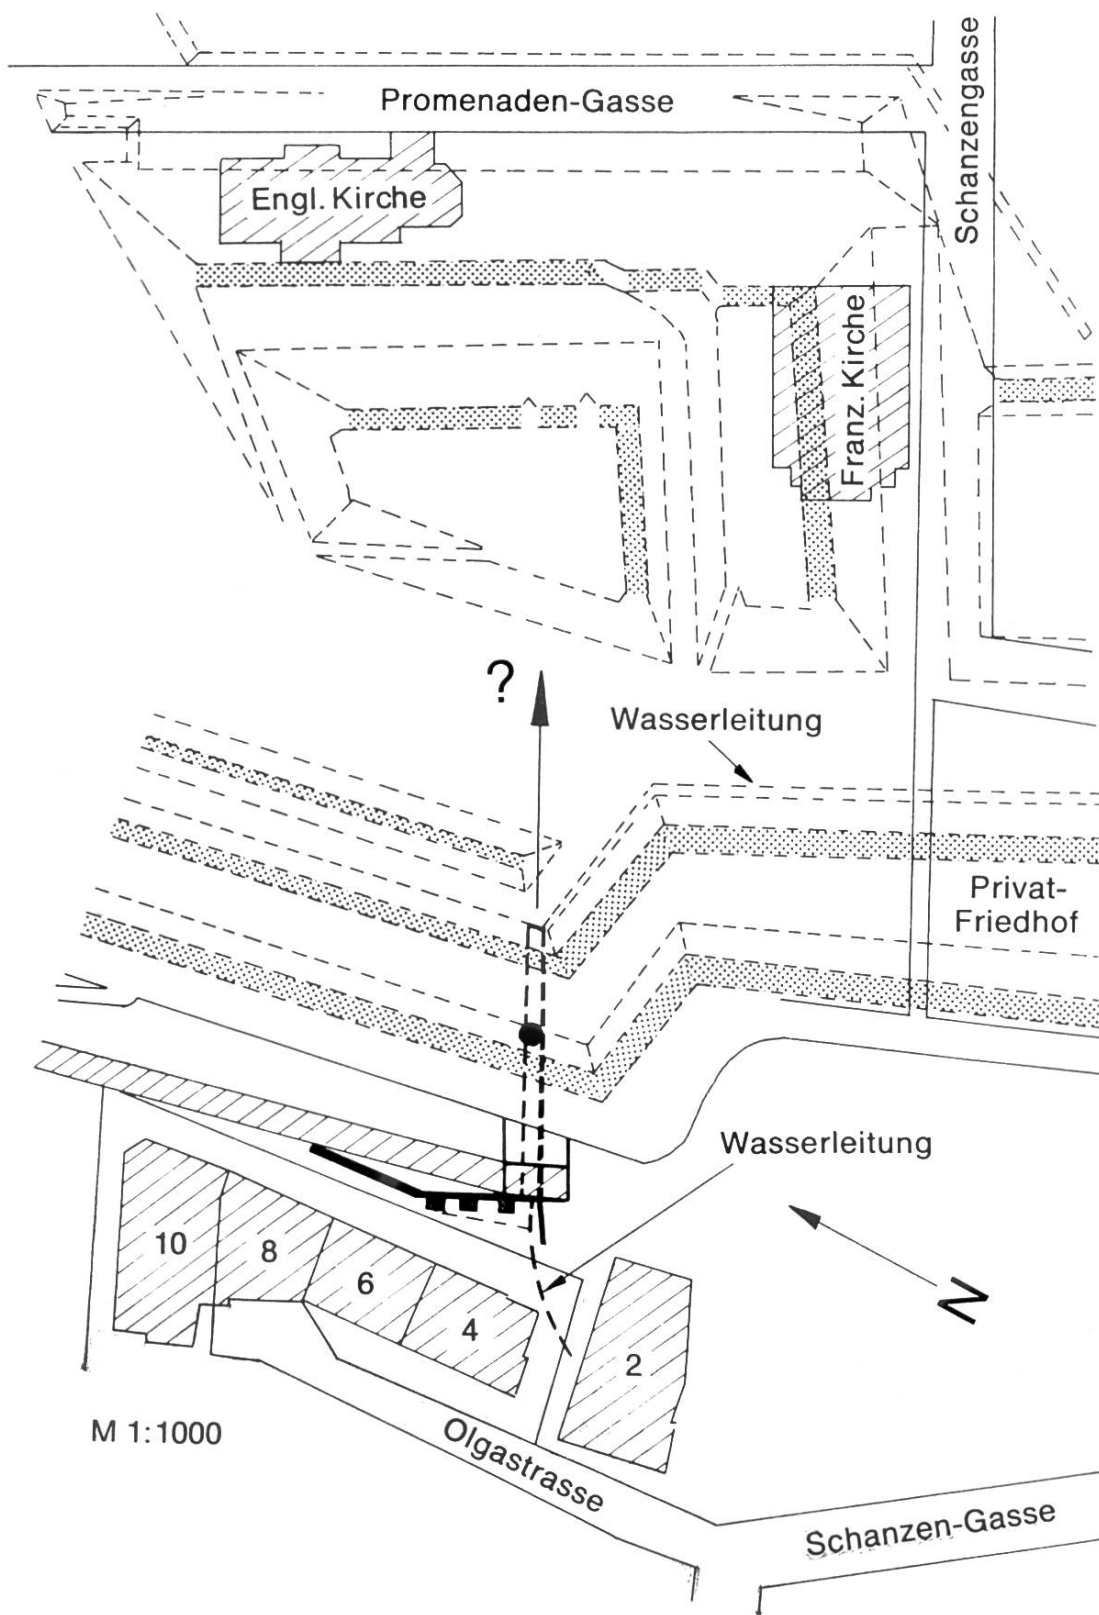 Promenaden-Gasse
Schanzengasse
Engl. Kirche
Franz. Kirche
?
Wasserleitung
Privat-
Friedhof
Wasserleitung
N
10
8
6
4
2
M 1:1000
Olgastrasse
Schanzen-Gasse